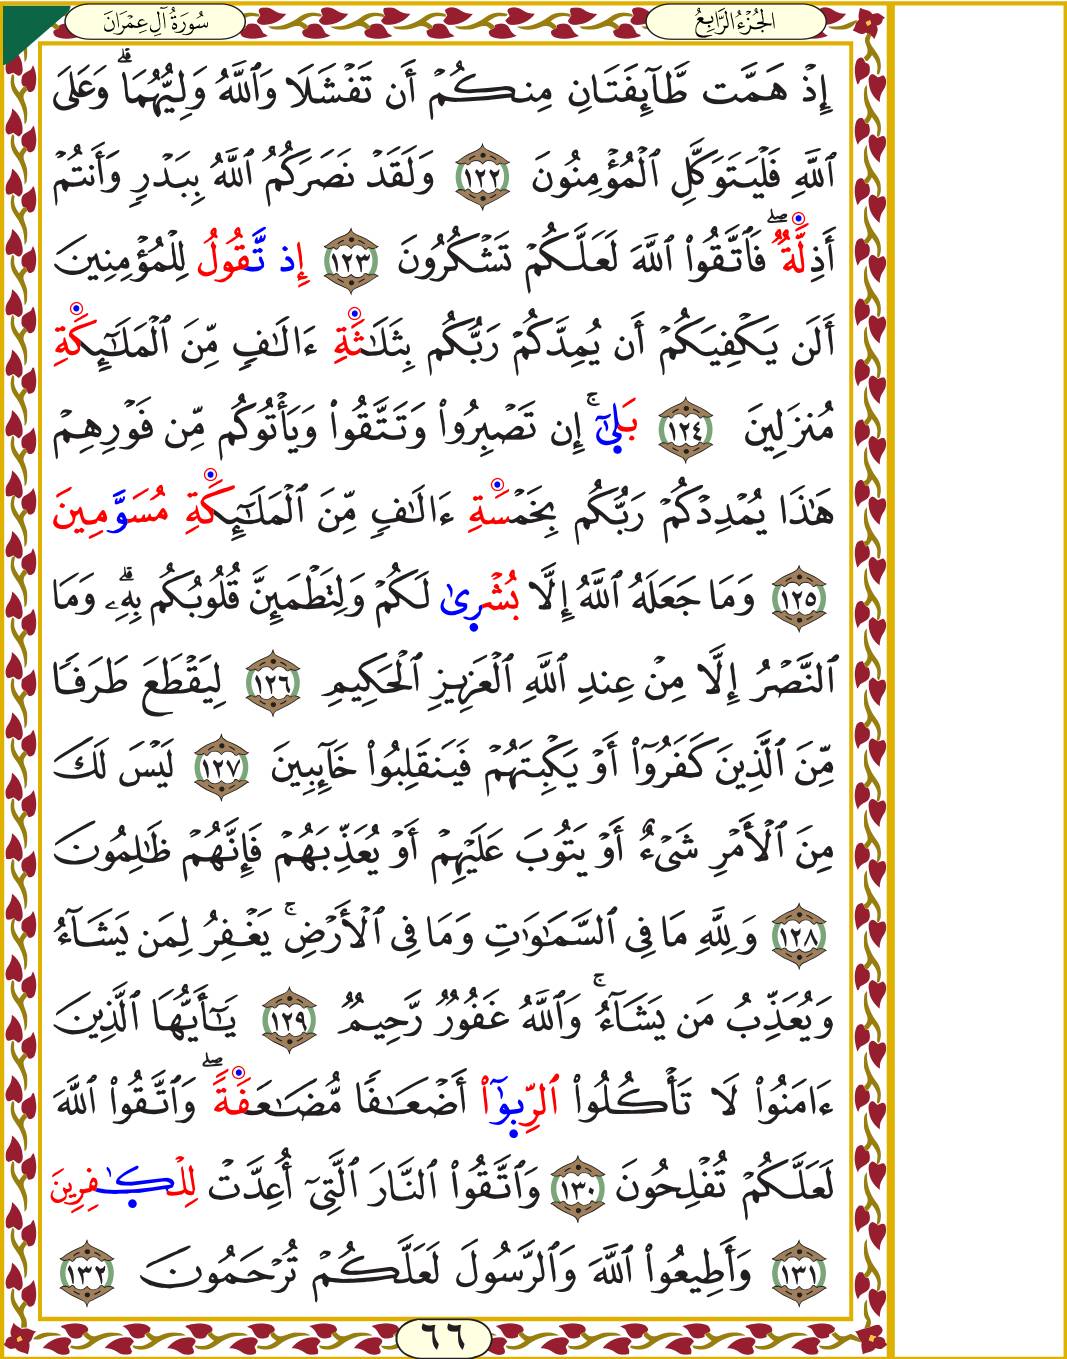 سُورَةُ آلِ عِمْرَان
الجُزْءُ الرَّابِعُ
إِذْ هَمَّت طَّآئِفَتَانِ مِنكُمْ أَن تَفْشَلَا وَٱللَّهُ وَلِيُّهُمَاۗ وَعَلَى
ٱللَّهِ فَلْيَتَوَكَّلِ ٱلْمُؤْمِنُونَ ١٢٢ وَلَقَدْ نَصَرَكُمُ ٱللَّهُ بِبَدْرٍ وَأَنتُمْ
أَذِلَّةٌۖ فَٱتَّقُوا۟ ٱللَّهَ لَعَلَّكُمْ تَشْكُرُونَ ١٢٣ إِذ تَّقُولُ لِلْمُؤْمِنِينَ
أَلَن يَكْفِيَكُمْ أَن يُمِدَّكُمْ رَبُّكُم بِثَلَٰثَةِ ءَالَٰفٍ مِّنَ ٱلْمَلَٰٓئِكَةِ
مُنزَلِينَ ١٢٤ بَلَىٰٓۚ إِن تَصْبِرُوا۟ وَتَتَّقُوا۟ وَيَأْتُوكُم مِّن فَوْرِهِمْ
هَٰذَا يُمْدِدْكُمْ رَبُّكُم بِخَمْسَةِ ءَالَٰفٍ مِّنَ ٱلْمَلَٰٓئِكَةِ مُسَوَّمِينَ
١٢٥ وَمَا جَعَلَهُ ٱللَّهُ إِلَّا بُشْرِىٰ لَكُمْ وَلِتَطْمَئِنَّ قُلُوبُكُم بِهِۦۗ وَمَا
ٱلنَّصْرُ إِلَّا مِنْ عِندِ ٱللَّهِ ٱلْعَزِيزِ ٱلْحَكِيمِ ١٢٦ لِيَقْطَعَ طَرَفًا
مِّنَ ٱلَّذِينَ كَفَرُوٓا۟ أَوْ يَكْبِتَهُمْ فَيَنقَلِبُوا۟ خَآئِبِينَ ١٢٧ لَيْسَ لَكَ
مِنَ ٱلْأَمْرِ شَىْءٌ أَوْ يَتُوبَ عَلَيْهِمْ أَوْ يُعَذِّبَهُمْ فَإِنَّهُمْ ظَٰلِمُونَ
١٢٨ وَلِلَّهِ مَا فِى ٱلسَّمَٰوَٰتِ وَمَا فِى ٱلْأَرْضِۚ يَغْفِرُ لِمَن يَشَآءُ
وَيُعَذِّبُ مَن يَشَآءُۚ وَٱللَّهُ غَفُورٌ رَّحِيمٌ ١٢٩ يَٰٓأَيُّهَا ٱلَّذِينَ
ءَامَنُوا۟ لَا تَأْكُلُوا۟ ٱلرِّبَوٰٓا۟ أَضْعَٰفًا مُّضَٰعَفَةًۖ وَٱتَّقُوا۟ ٱللَّهَ
لَعَلَّكُمْ تُفْلِحُونَ ١٣٠ وَٱتَّقُوا۟ ٱلنَّارَ ٱلَّتِىٓ أُعِدَّتْ لِلْكَٰفِرِينَ
١٣١ وَأَطِيعُوا۟ ٱللَّهَ وَٱلرَّسُولَ لَعَلَّكُمْ تُرْحَمُونَ ١٣٢
٦٦